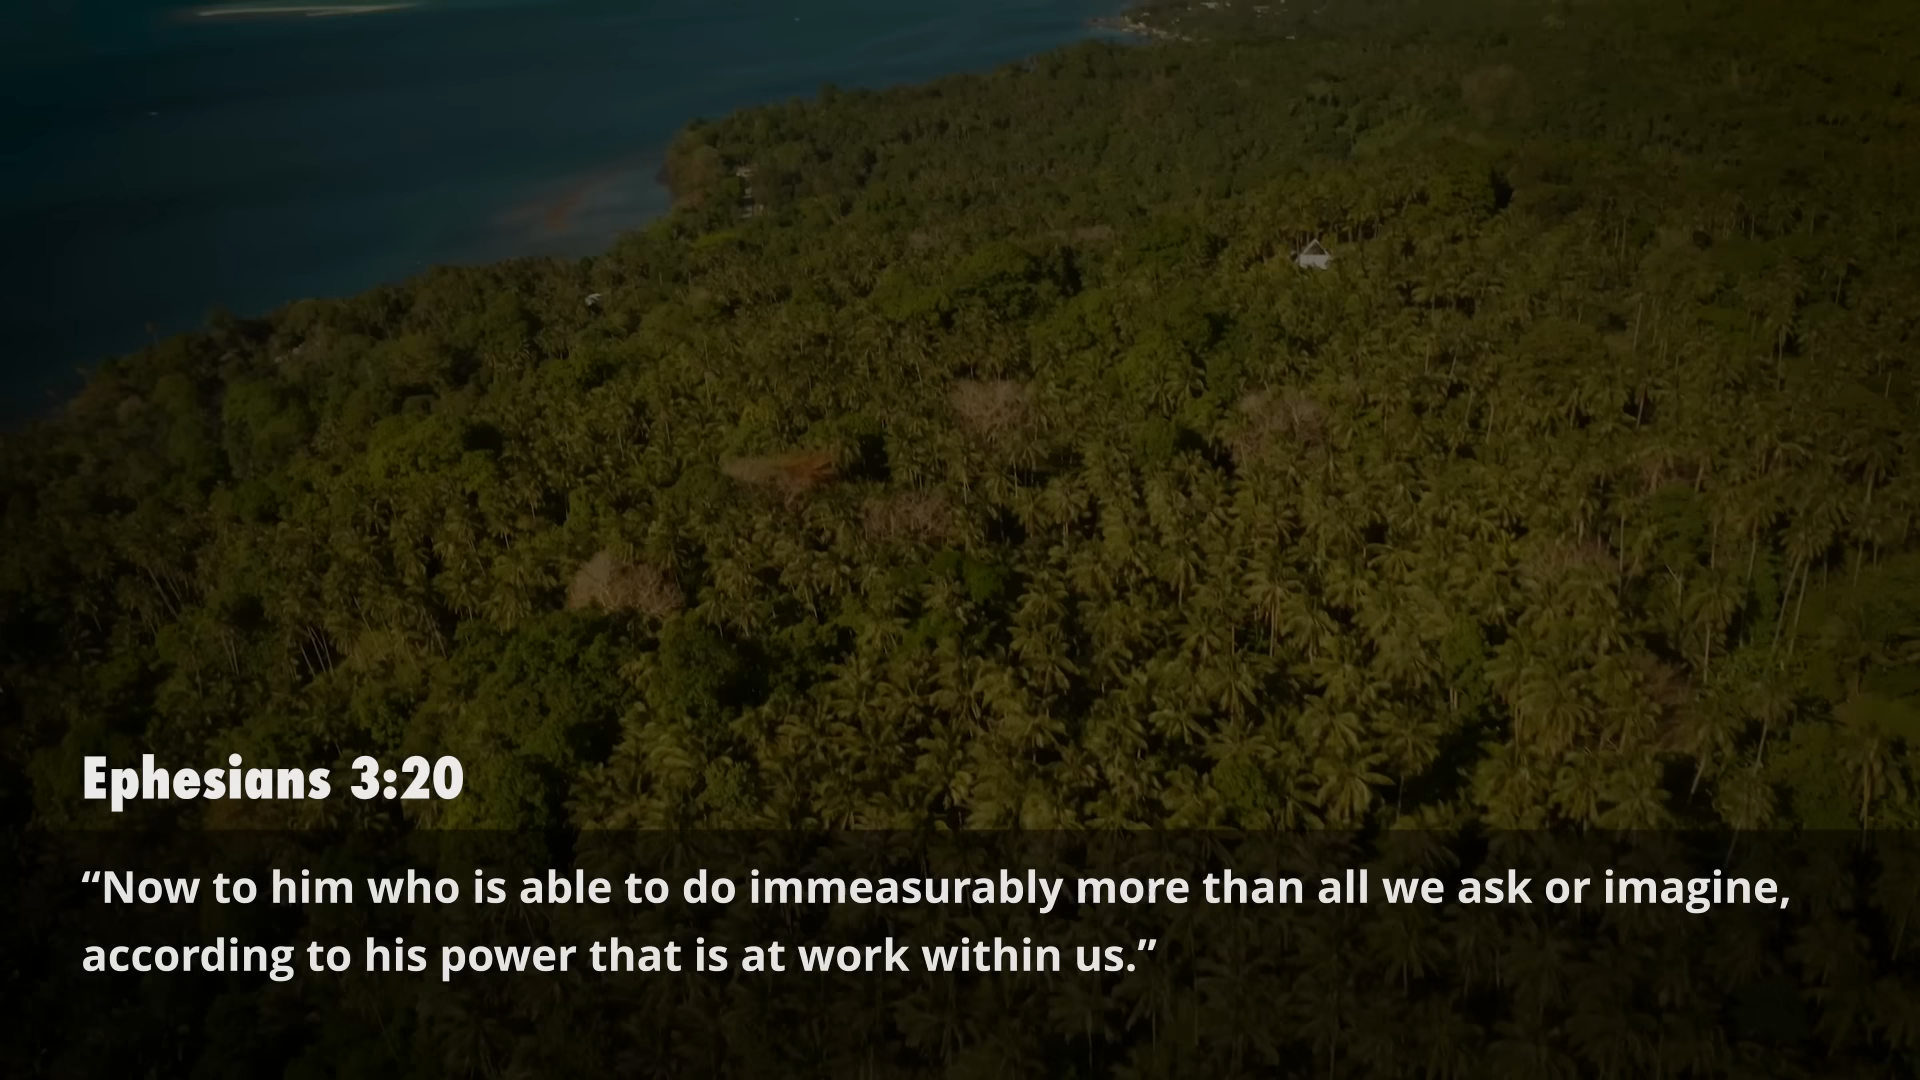 Ephesians 3:20
“Now to him who is able to do immeasurably more than all we ask or imagine,
according to his power that is at work within us.”